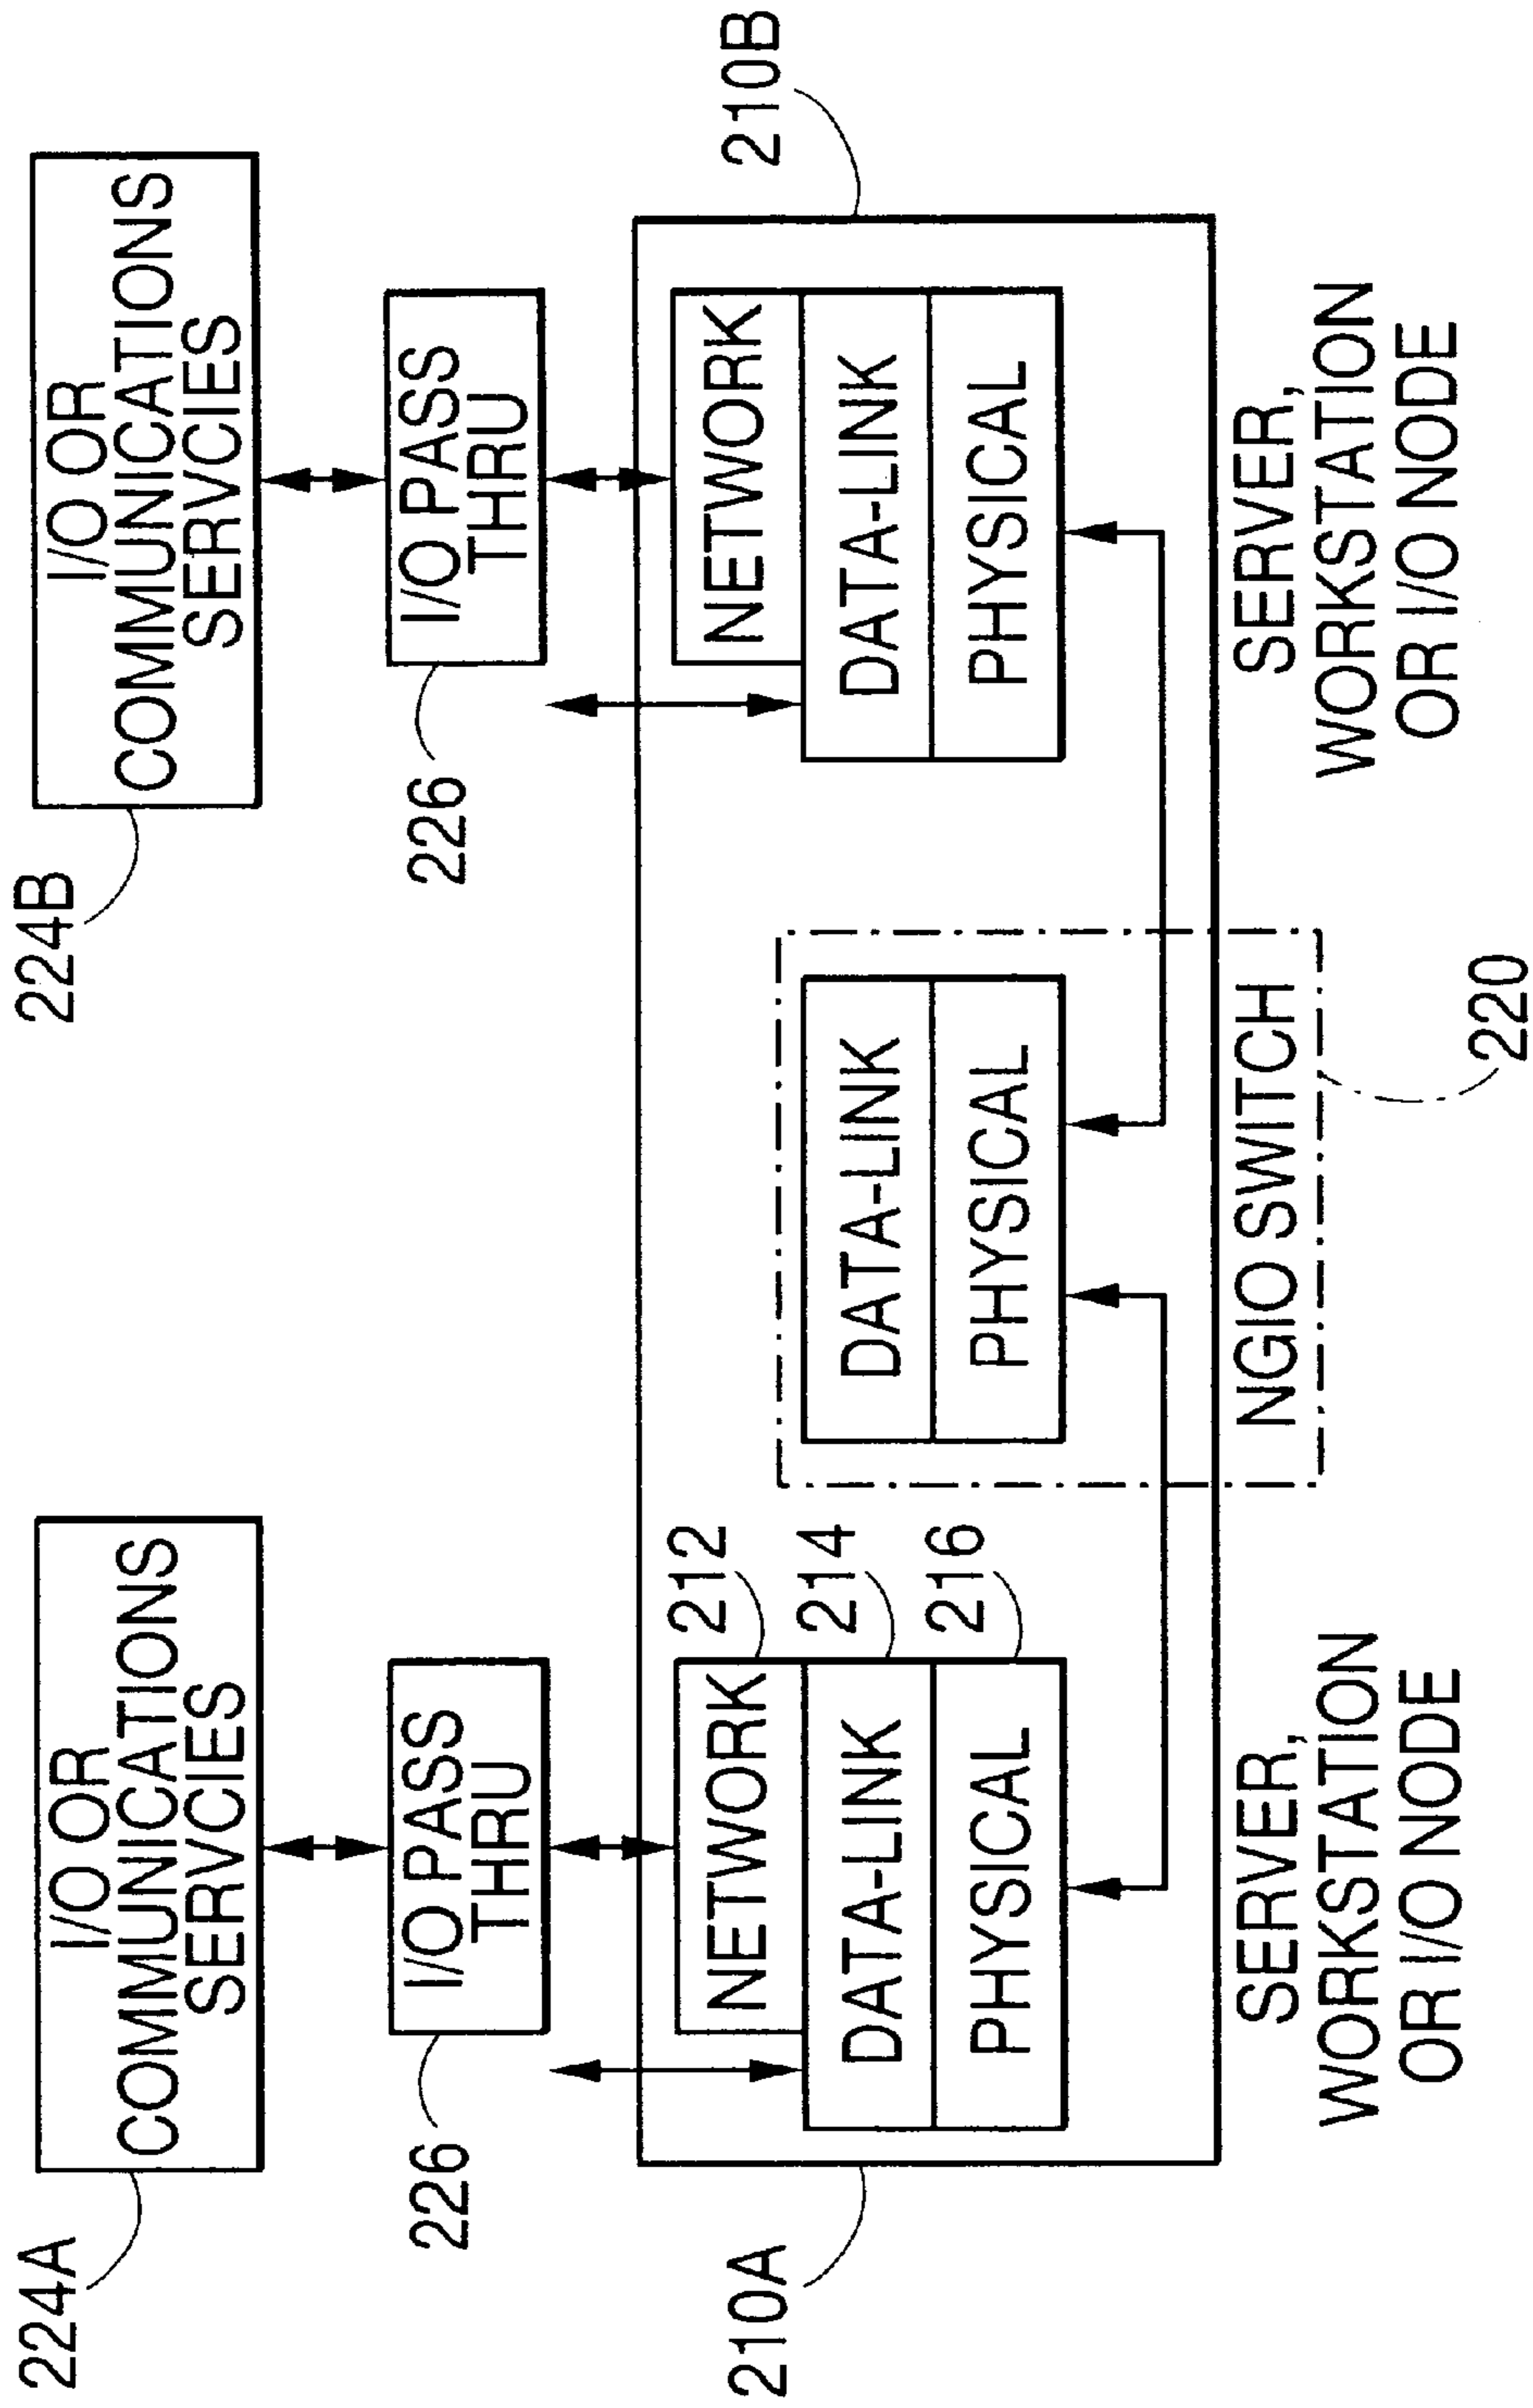 224A
I/O OR
COMMUNICATIONS
SERVCIES
224B
I/O OR
COMMUNICATIONS
SERVCIES
226
I/O PASS
THRU
226
I/O PASS
THRU
210A
NETWORK
212
DATA-LINK
214
PHYSICAL
216
DATA-LINK
PHYSICAL
NGIO SWITCH
220
NETWORK
DATA-LINK
PHYSICAL
210B
SERVER,
WORKSTATION
OR I/O NODE
SERVER,
WORKSTATION
OR I/O NODE